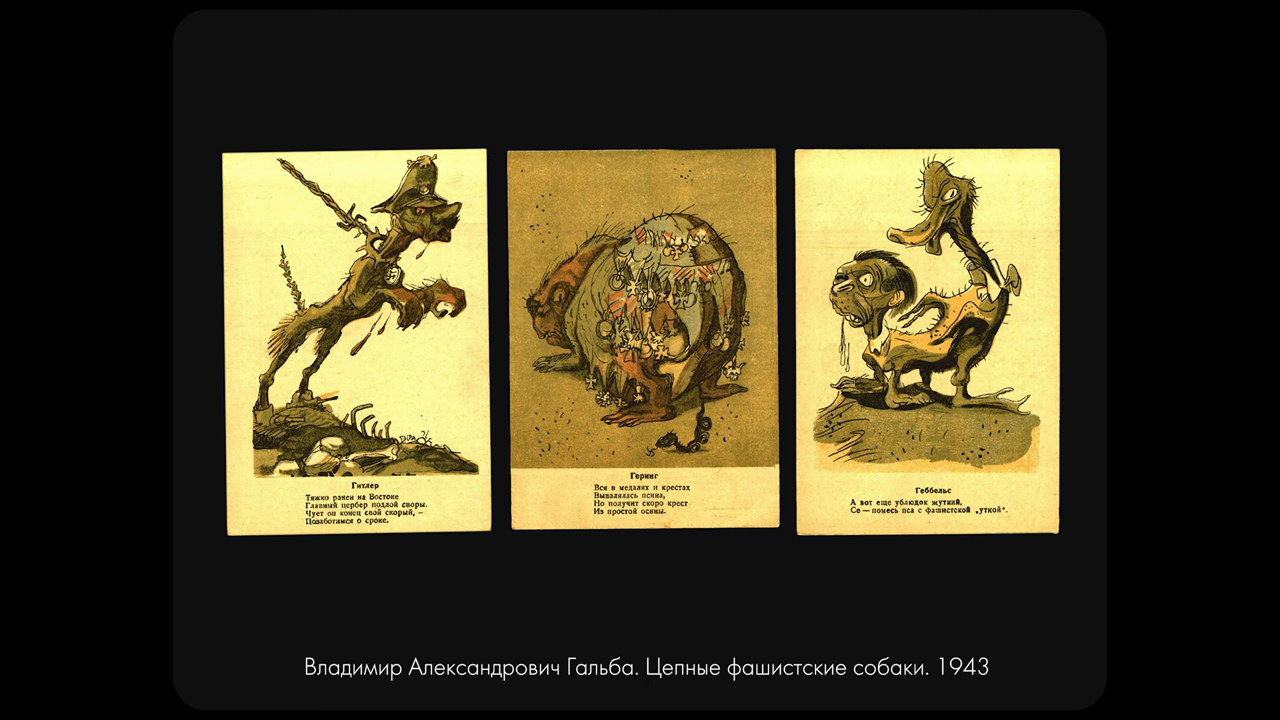 Гитлер
Тяжко ранен на Востоке
Главный цербер подлой своры.
Чует он конец свой скорый, —
Позаботимся о сроке.
Геринг
Вся в медалях и крестах
Вывалялась псина,
Но получит скоро крест
Из простой осины.
Геббельс
А вот еще ублюдок жуткий,
Се — помесь пса с фашистской „уткой“.
Владимир Александрович Гальба. Цепные фашистские собаки. 1943